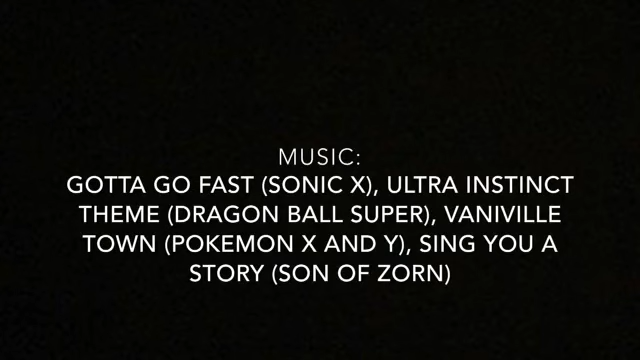 MUSIC:
GOTTA GO FAST (SONIC X), ULTRA INSTINCT
THEME (DRAGON BALL SUPER), VANIVILLE
TOWN (POKEMON X AND Y), SING YOU A
STORY (SON OF ZORN)